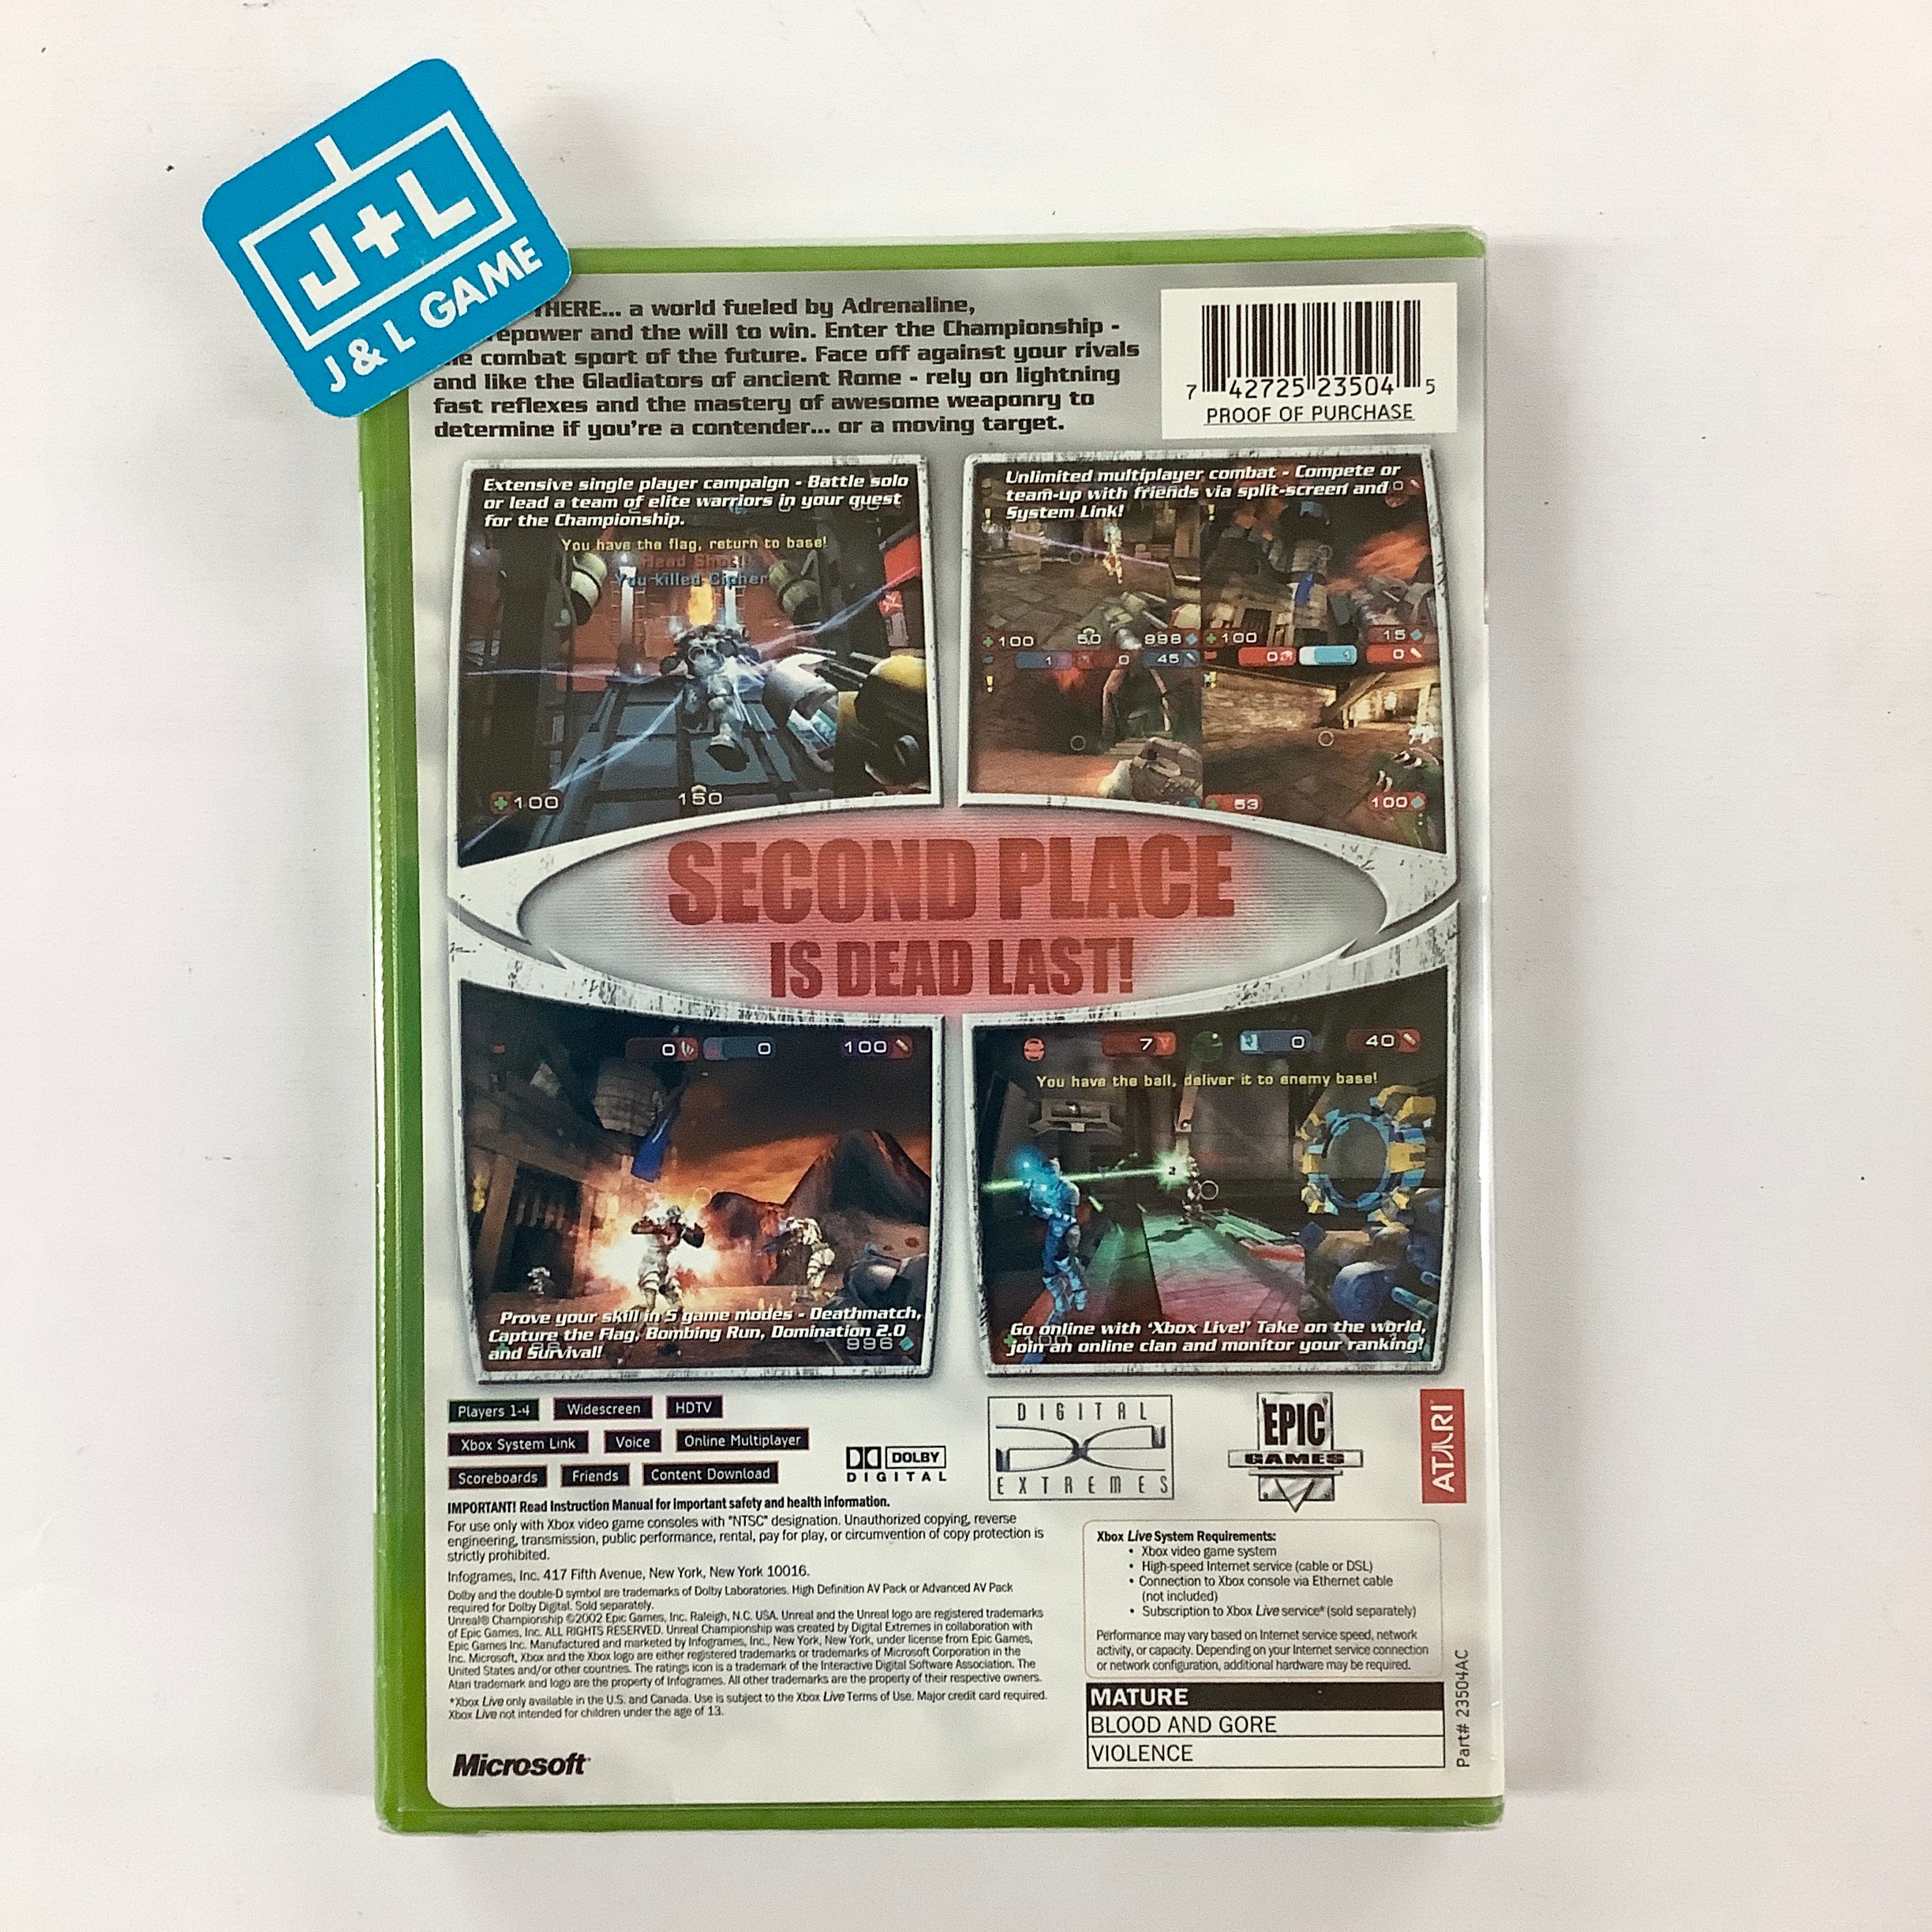 J+L
J & L GAME
THERE... a world fueled by Adrenaline,
and the will to win. Enter the Championship -
combat sport of the future. Face off against your rivals
and like the Gladiators of ancient Rome - rely on lightning
fast reflexes and the mastery of awesome weaponry to
determine if you're a contender... or a moving target.
7 42725 23504 5
PROOF OF PURCHASE
Extensive single player campaign - Battle solo
or lead a team of elite warriors in your quest
for the Championship.
You have the flag, return to base!
Head Shot!
You killed Cipher
+100
150
Unlimited multiplayer combat - Compete or
team-up with friends via split-screen and
System Link!
+100 50 998 +100 15
1 0 45 0 1 0
53 100
SECOND PLACE
IS DEAD LAST!
0 0 100
Prove your skill in 5 game modes - Deathmatch,
Capture the Flag, Bombing Run, Domination 2.0
and Survival!
996
7 0 40
You have the ball, deliver it to enemy base!
Go online with 'Xbox Live!' Take on the world,
join an online clan and monitor your ranking!
+100
Players 1-4 Widescreen HDTV
Xbox System Link Voice Online Multiplayer
Scoreboards Friends Content Download
DOLBY
DIGITAL
DIGITAL
EXTREMES
EPIC
GAMES
ATARI
IMPORTANT! Read Instruction Manual for important safety and health information.
For use only with Xbox video game consoles with "NTSC" designation. Unauthorized copying, reverse
engineering, transmission, public performance, rental, pay for play, or circumvention of copy protection is
strictly prohibited.
Infogrames, Inc. 417 Fifth Avenue, New York, New York 10016.
Dolby and the double-D symbol are trademarks of Dolby Laboratories. High Definition AV Pack or Advanced AV Pack
required for Dolby Digital. Sold separately.
Unreal® Championship ©2002 Epic Games, Inc. Raleigh, N.C. USA. Unreal and the Unreal logo are registered trademarks
of Epic Games, Inc. ALL RIGHTS RESERVED. Unreal Championship was created by Digital Extremes in collaboration with
Epic Games Inc. Manufactured and marketed by Infogrames, Inc., New York, New York, under license from Epic Games,
Inc. Microsoft, Xbox and the Xbox logo are either registered trademarks or trademarks of Microsoft Corporation in the
United States and/or other countries. The ratings icon is a trademark of the Interactive Digital Software Association. The
Atari trademark and logo are the property of Infogrames. All other trademarks are the property of their respective owners.
*Xbox Live only available in the U.S. and Canada. Use is subject to the Xbox Live Terms of Use. Major credit card required.
Xbox Live not intended for children under the age of 13.
Microsoft
Xbox Live System Requirements:
• Xbox video game system
• High-speed Internet service (cable or DSL)
• Connection to Xbox console via Ethernet cable
(not included)
• Subscription to Xbox Live service* (sold separately)
Performance may vary based on Internet service speed, network
activity, or capacity. Depending on your Internet service connection
or network configuration, additional hardware may be required.
MATURE
BLOOD AND GORE
VIOLENCE
Part# 23504AC